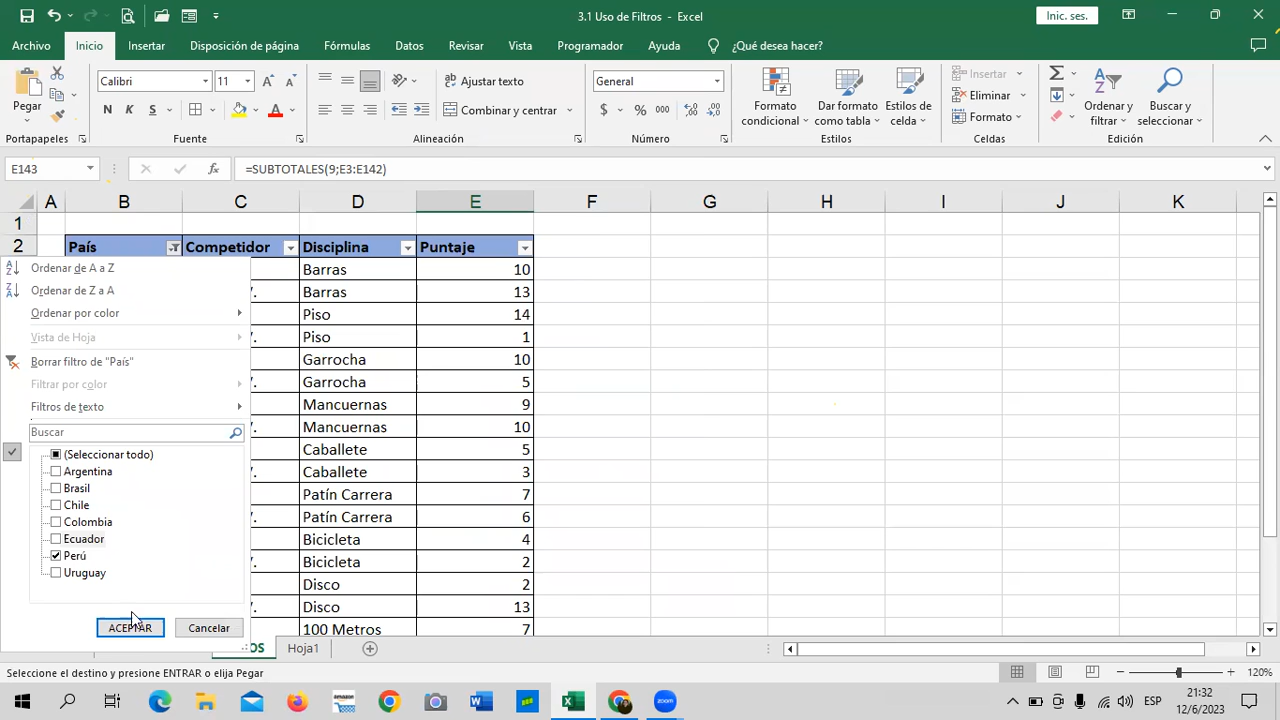 3.1 Uso de Filtros - Excel
Inic. ses.
Archivo Inicio Insertar Disposición de página Fórmulas Datos Revisar Vista Programador Ayuda ¿Qué desea hacer?
Pegar
Calibri 11
N K S
Ajustar texto
Combinar y centrar
General
$ % 000
Formato condicional
Dar formato como tabla
Estilos de celda
Insertar
Eliminar
Formato
Ordenar y filtrar
Buscar y seleccionar
Portapapeles Fuente Alineación Número Estilos Celdas Edición
E143 fx =SUBTOTALES(9;E3:E142)
A B C D E F G H I J K
1
2 País Competidor Disciplina Puntaje
Barras 10
V. Barras 13
Piso 14
Piso 1
Garrocha 10
V. Garrocha 5
Mancuernas 9
V. Mancuernas 10
Caballete 5
V. Caballete 3
Patín Carrera 7
V. Patín Carrera 6
Bicicleta 4
V. Bicicleta 2
Disco 2
V. Disco 13
100 Metros 7
Ordenar de A a Z
Ordenar de Z a A
Ordenar por color
Vista de Hoja
Borrar filtro de "País"
Filtrar por color
Filtros de texto
Buscar
(Seleccionar todo)
Argentina
Brasil
Chile
Colombia
Ecuador
Perú
Uruguay
ACEPTAR Cancelar
OS Hoja1
Seleccione el destino y presione ENTRAR o elija Pegar
120%
amazon
zoom
ESP
21:32
12/6/2023